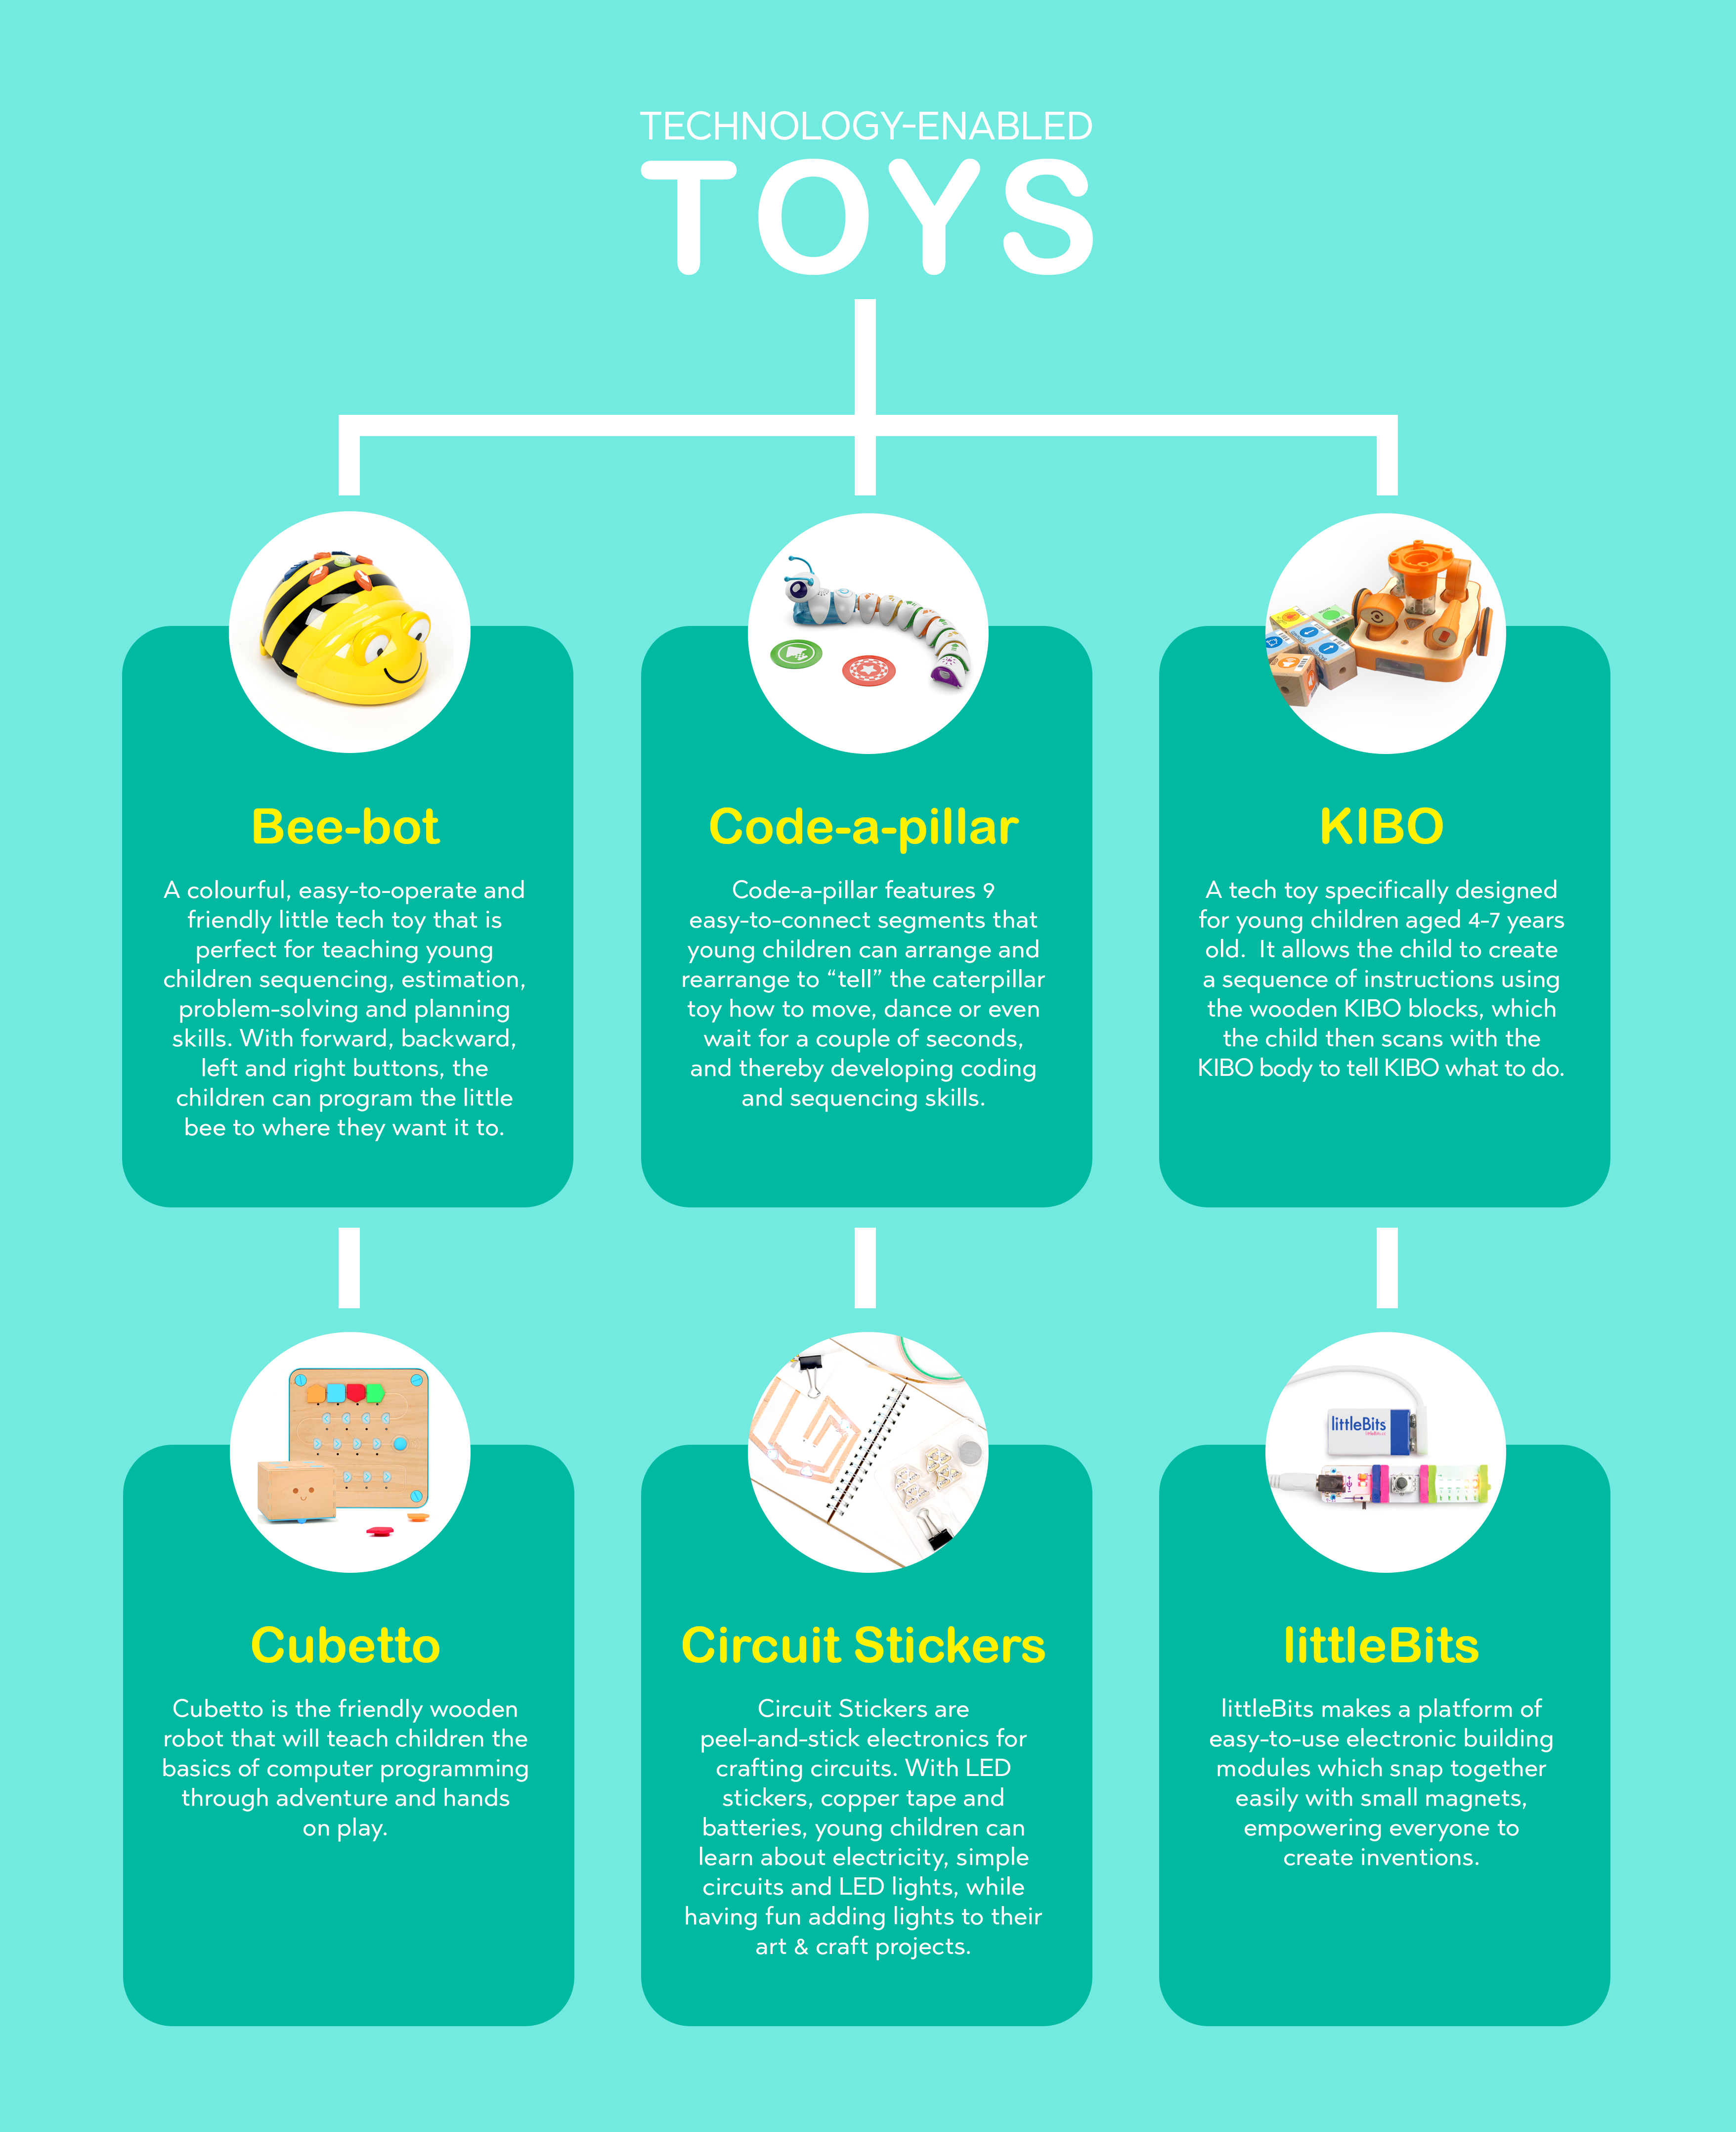 TECHNOLOGY-ENABLED
TOYS
Bee-bot
A colourful, easy-to-operate and
friendly little tech toy that is
perfect for teaching young
children sequencing, estimation,
problem-solving and planning
skills. With forward, backward,
left and right buttons, the
children can program the little
bee to where they want it to.
Code-a-pillar
Code-a-pillar features 9
easy-to-connect segments that
young children can arrange and
rearrange to “tell” the caterpillar
toy how to move, dance or even
wait for a couple of seconds,
and thereby developing coding
and sequencing skills.
KIBO
A tech toy specifically designed
for young children aged 4-7 years
old.  It allows the child to create
a sequence of instructions using
the wooden KIBO blocks, which
the child then scans with the
KIBO body to tell KIBO what to do.
Cubetto
Cubetto is the friendly wooden
robot that will teach children the
basics of computer programming
through adventure and hands
on play.
Circuit Stickers
Circuit Stickers are
peel-and-stick electronics for
crafting circuits. With LED
stickers, copper tape and
batteries, young children can
learn about electricity, simple
circuits and LED lights, while
having fun adding lights to their
art & craft projects.
littleBits
littleBits
littleBits makes a platform of
easy-to-use electronic building
modules which snap together
easily with small magnets,
empowering everyone to
create inventions.